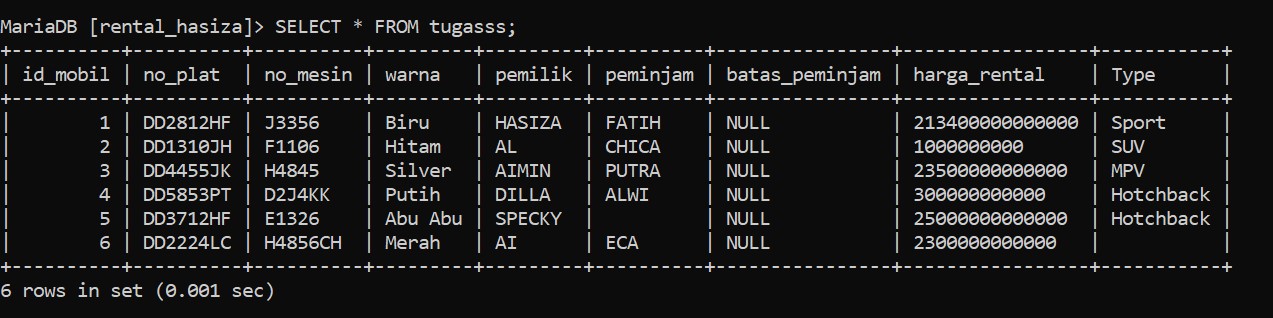 MariaDB [rental_hasiza]> SELECT * FROM tugasss;
+----------+----------+----------+----------+---------+----------+----------------+-----------------+-----------+
| id_mobil | no_plat  | no_mesin | warna    | pemilik | peminjam | batas_peminjam | harga_rental    | Type      |
+----------+----------+----------+----------+---------+----------+----------------+-----------------+-----------+
|        1 | DD2812HF | J3356    | Biru     | HASIZA  | FATIH    | NULL           | 213400000000000 | Sport     |
|        2 | DD1310JH | F1106    | Hitam    | AL      | CHICA    | NULL           | 1000000000      | SUV       |
|        3 | DD4455JK | H4845    | Silver   | AIMIN   | PUTRA    | NULL           | 23500000000000  | MPV       |
|        4 | DD5853PT | D2J4KK   | Putih    | DILLA   | ALWI     | NULL           | 300000000000    | Hotchback |
|        5 | DD3712HF | E1326    | Abu Abu  | SPECKY  |          | NULL           | 25000000000000  | Hotchback |
|        6 | DD2224LC | H4856CH  | Merah    | AI      | ECA      | NULL           | 2300000000000   |           |
+----------+----------+----------+----------+---------+----------+----------------+-----------------+-----------+
6 rows in set (0.001 sec)